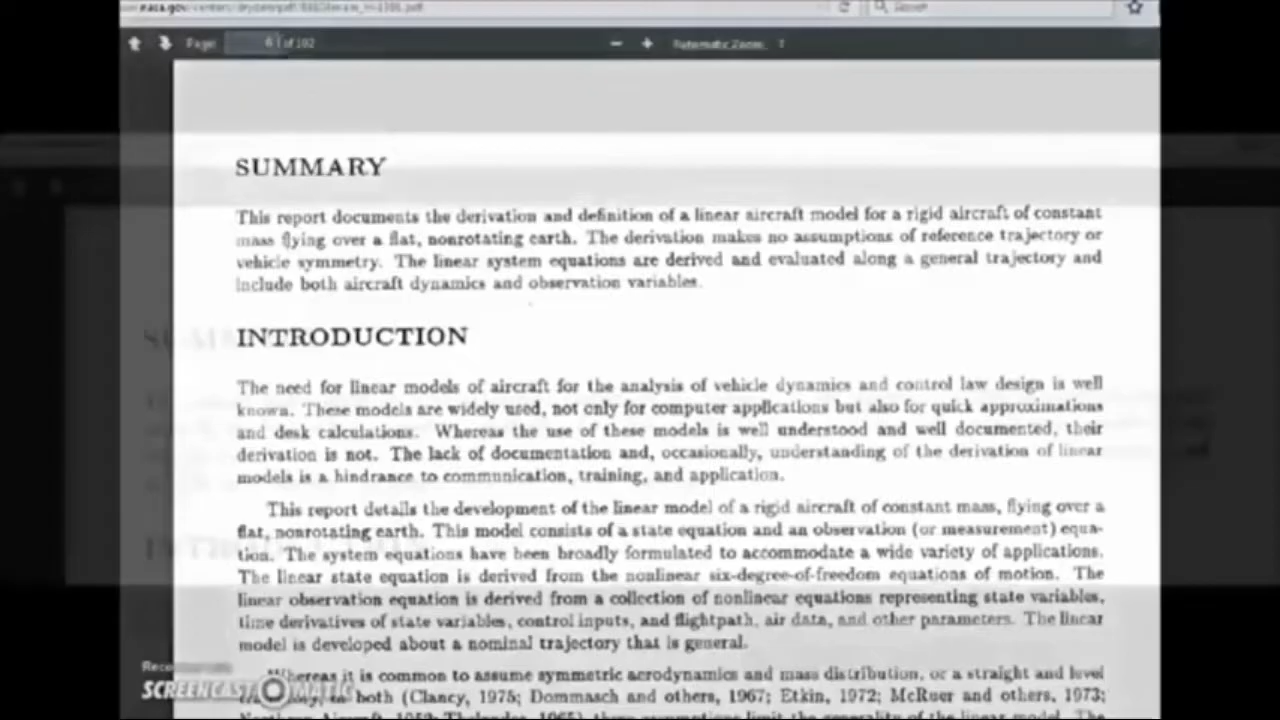 Page 6 of 102 Automatic Zoom
SUMMARY
This report documents the derivation and definition of a linear aircraft model for a rigid aircraft of constant
mass flying over a flat, nonrotating earth. The derivation makes no assumptions of reference trajectory or
vehicle symmetry. The linear system equations are derived and evaluated along a general trajectory and
include both aircraft dynamics and observation variables.
INTRODUCTION
The need for linear models of aircraft for the analysis of vehicle dynamics and control law design is well
known. These models are widely used, not only for computer applications but also for quick approximations
and desk calculations. Whereas the use of these models is well understood and well documented, their
derivation is not. The lack of documentation and, occasionally, understanding of the derivation of linear
models is a hindrance to communication, training, and application.
This report details the development of the linear model of a rigid aircraft of constant mass, flying over a
flat, nonrotating earth. This model consists of a state equation and an observation (or measurement) equa-
tion. The system equations have been broadly formulated to accommodate a wide variety of applications.
The linear state equation is derived from the nonlinear six-degree-of-freedom equations of motion. The
linear observation equation is derived from a collection of nonlinear equations representing state variables,
time derivatives of state variables, control inputs, and flightpath, air data, and other parameters. The linear
model is developed about a nominal trajectory that is general.
Whereas it is common to assume symmetric aerodynamics and mass distribution, or a straight and level
both (Clancy, 1975; Dommasch and others, 1967; Etkin, 1972; McRuer and others, 1973;
these assumptions limit the generality of the linear model. The
SCREENCAST O MATIC